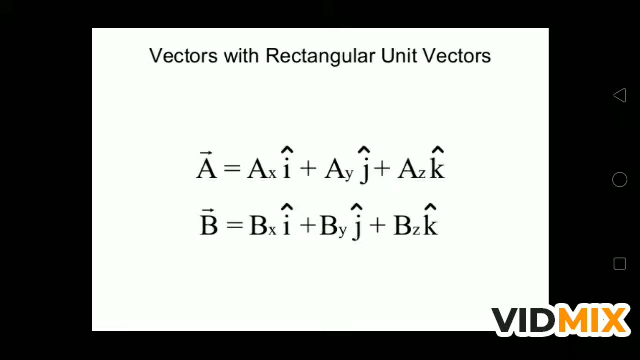 Vectors with Rectangular Unit Vectors
A⃗ = Aₓ î + Aᵧ ĵ + A_z k̂
B⃗ = Bₓ î + Bᵧ ĵ + B_z k̂
VIDMIX